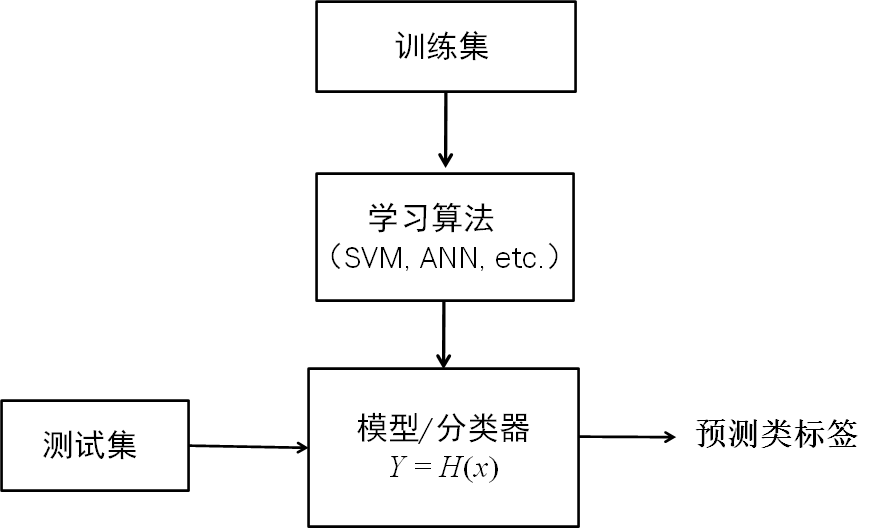 训练集
学习算法
（SVM, ANN, etc.）
测试集
模型/分类器
Y = H(x)
预测类标签